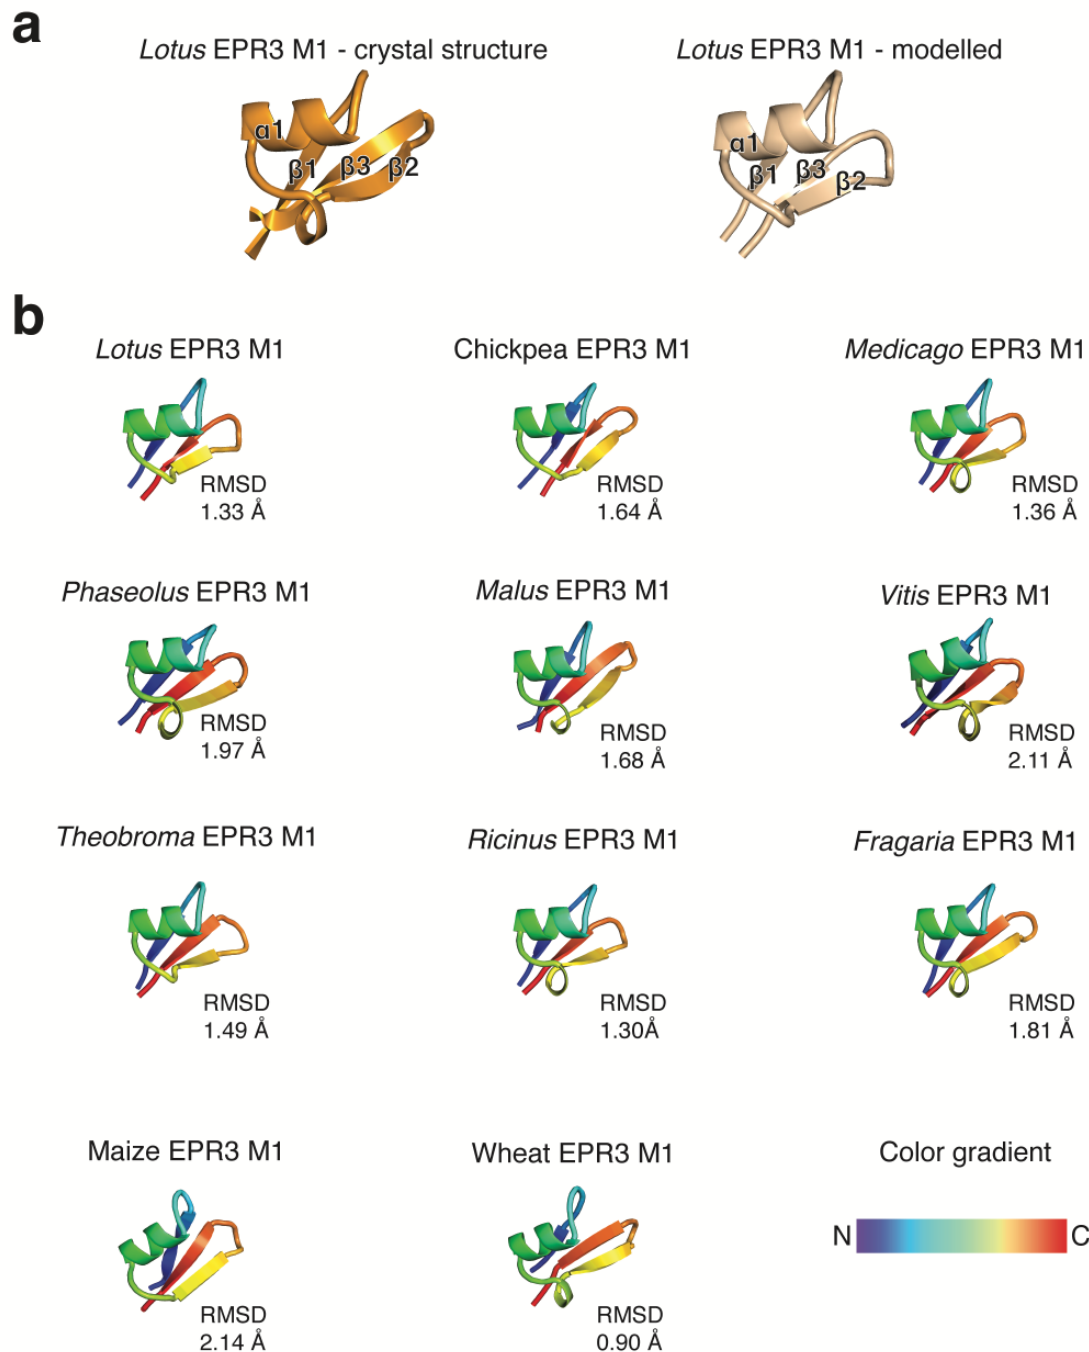 a
Lotus EPR3 M1 - crystal structure
Lotus EPR3 M1 - modelled
α1
β1
β3
β2
α1
β1
β3
β2
b
Lotus EPR3 M1
Chickpea EPR3 M1
Medicago EPR3 M1
RMSD
1.33 Å
RMSD
1.64 Å
RMSD
1.36 Å
Phaseolus EPR3 M1
Malus EPR3 M1
Vitis EPR3 M1
RMSD
1.97 Å
RMSD
1.68 Å
RMSD
2.11 Å
Theobroma EPR3 M1
Ricinus EPR3 M1
Fragaria EPR3 M1
RMSD
1.49 Å
RMSD
1.30Å
RMSD
1.81 Å
Maize EPR3 M1
Wheat EPR3 M1
Color gradient
N
C
RMSD
2.14 Å
RMSD
0.90 Å